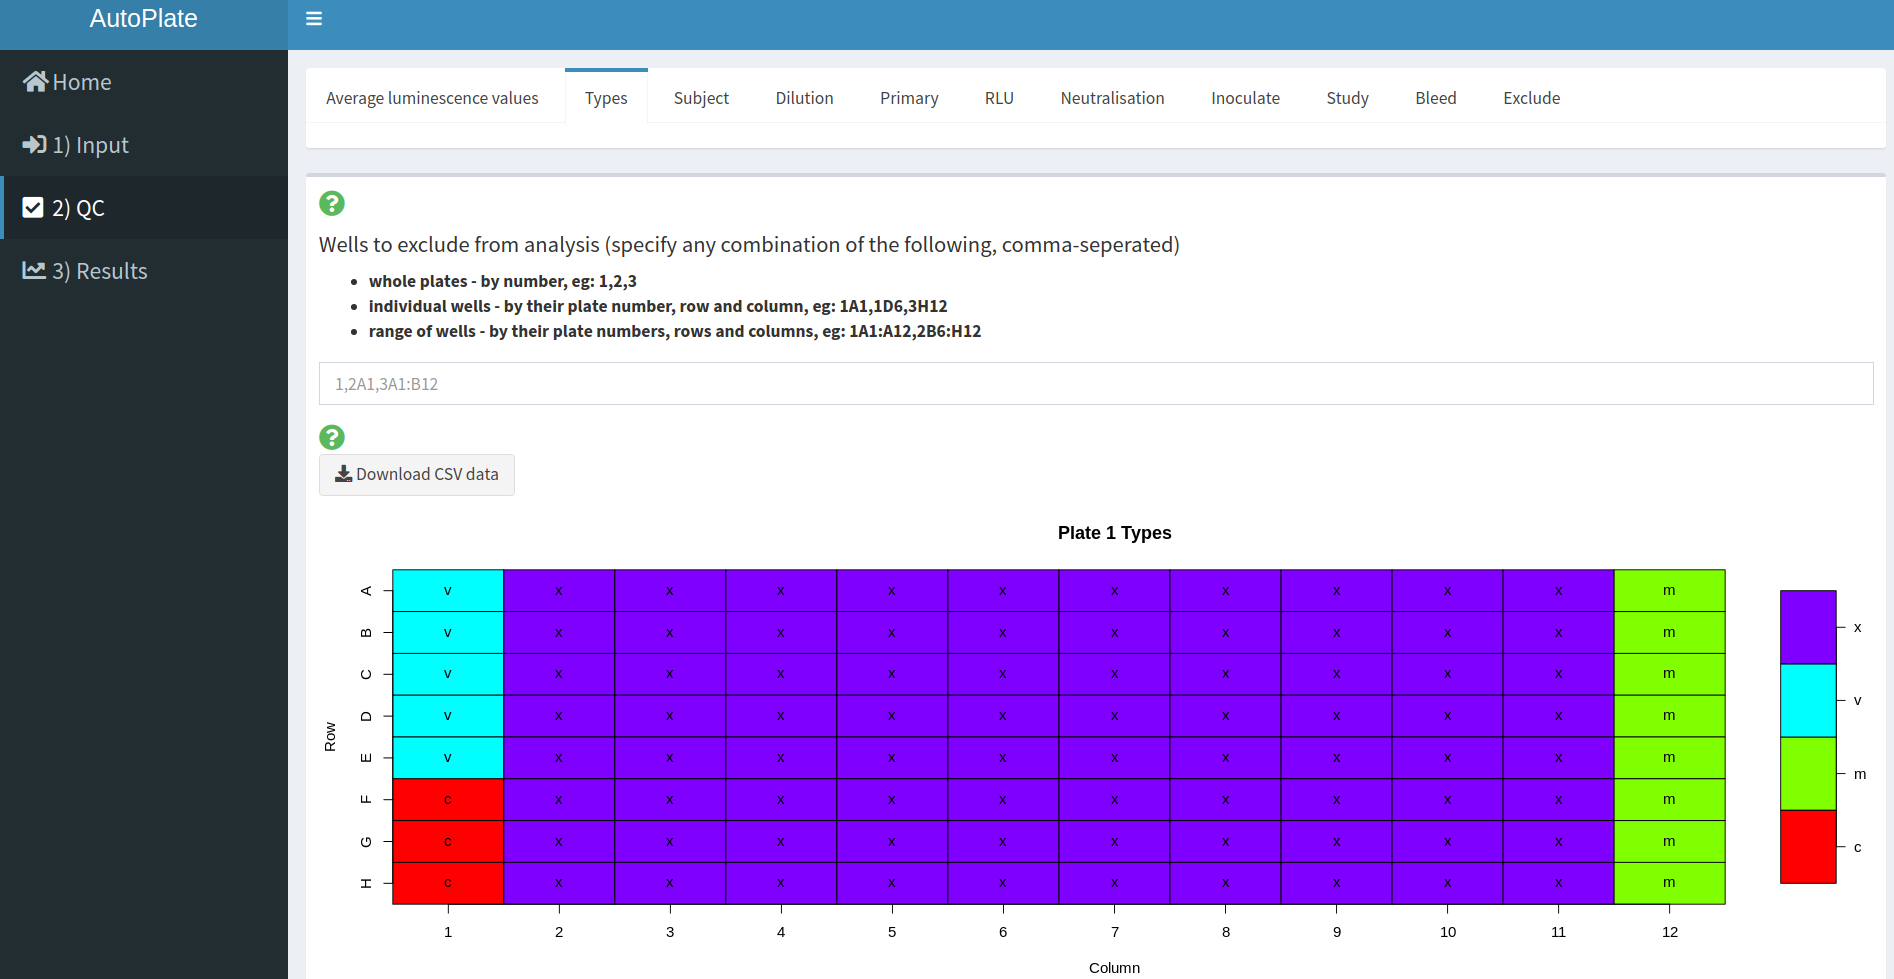 AutoPlate
Home
1) Input
2) QC
3) Results
Average luminescence values Types Subject Dilution Primary RLU Neutralisation Inoculate Study Bleed Exclude
Wells to exclude from analysis (specify any combination of the following, comma-seperated)
• whole plates - by number, eg: 1,2,3
• individual wells - by their plate number, row and column, eg: 1A1,1D6,3H12
• range of wells - by their plate numbers, rows and columns, eg: 1A1:A12,2B6:H12
1,2A1,3A1:B12
Download CSV data
Plate 1 Types
A v x x x x x x x x x x m
B v x x x x x x x x x x m
C v x x x x x x x x x x m
D v x x x x x x x x x x m
E v x x x x x x x x x x m
F c x x x x x x x x x x m
G c x x x x x x x x x x m
H c x x x x x x x x x x m
Row
1 2 3 4 5 6 7 8 9 10 11 12
Column
x
v
m
c